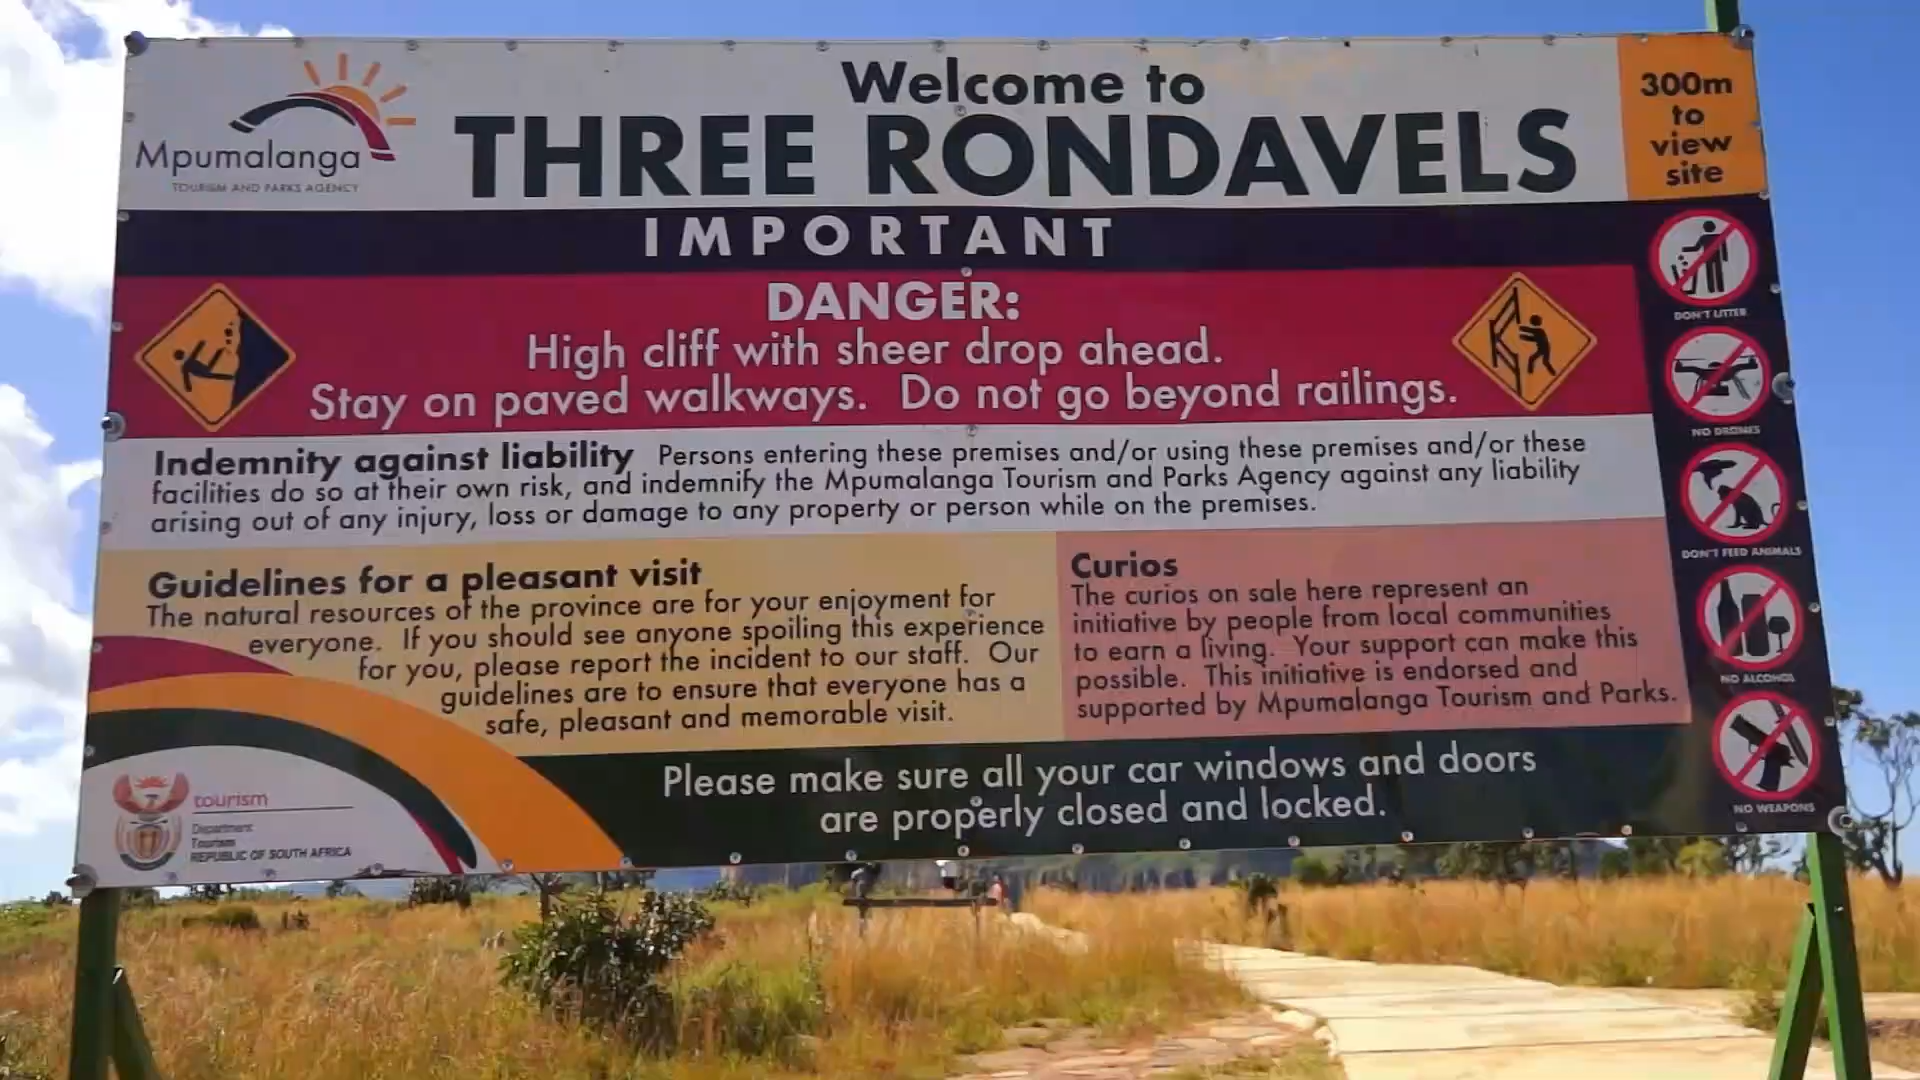 Mpumalanga
TOURISM AND PARKS AGENCY
Welcome to
THREE RONDAVELS
300m
to
view
site
IMPORTANT
DANGER:
High cliff with sheer drop ahead.
Stay on paved walkways. Do not go beyond railings.
Indemnity against liability Persons entering these premises and/or using these premises and/or these
facilities do so at their own risk, and indemnify the Mpumalanga Tourism and Parks Agency against any liability
arising out of any injury, loss or damage to any property or person while on the premises.
Guidelines for a pleasant visit
The natural resources of the province are for your enjoyment for
everyone. If you should see anyone spoiling this experience
for you, please report the incident to our staff. Our
guidelines are to ensure that everyone has a
safe, pleasant and memorable visit.
Curios
The curios on sale here represent an
initiative by people from local communities
to earn a living. Your support can make this
possible. This initiative is endorsed and
supported by Mpumalanga Tourism and Parks.
DON'T LITTER
NO DRONES
DON'T FEED ANIMALS
NO ALCOHOL
NO WEAPONS
tourism
Department
Tourism
REPUBLIC OF SOUTH AFRICA
Please make sure all your car windows and doors
are properly closed and locked.